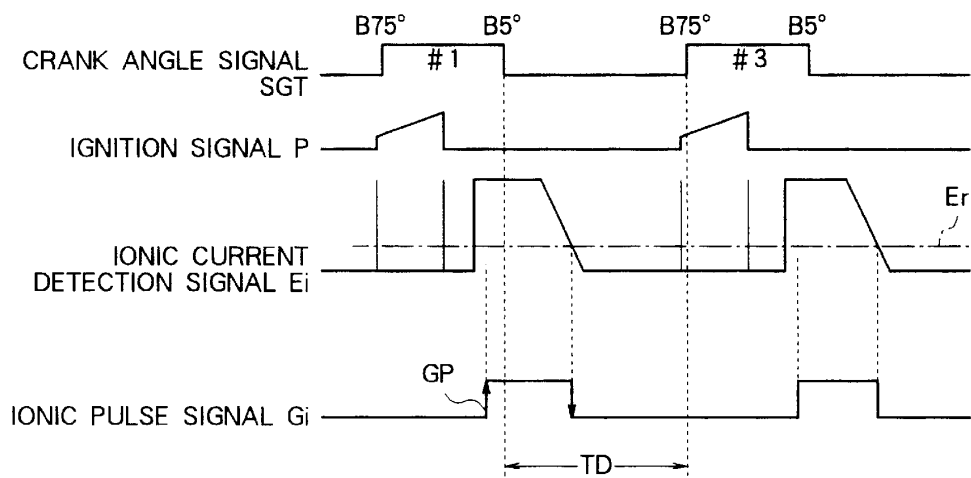 B75° B5° B75° B5°
CRANK ANGLE SIGNAL
SGT
#1 #3
IGNITION SIGNAL P
Er
IONIC CURRENT
DETECTION SIGNAL Ei
GP
IONIC PULSE SIGNAL Gi
TD